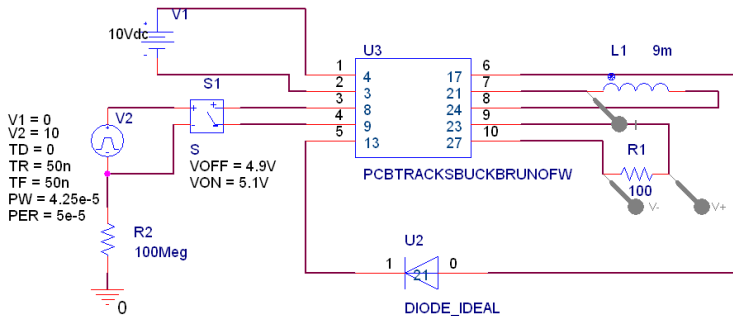 V1
10Vdc
+
-
U3
1
2
3
4
5
4
3
8
9
13
17
21
24
23
27
6
7
8
9
10
PCBTRACKSBUCKBRUNOFW
L1
9m
I
S1
+
+
-
-
S
VOFF = 4.9V
VON = 5.1V
V2
V1 = 0
V2 = 10
TD = 0
TR = 50n
TF = 50n
PW = 4.25e-5
PER = 5e-5
R1
100
V-
V+
R2
100Meg
0
U2
1
21
0
DIODE_IDEAL